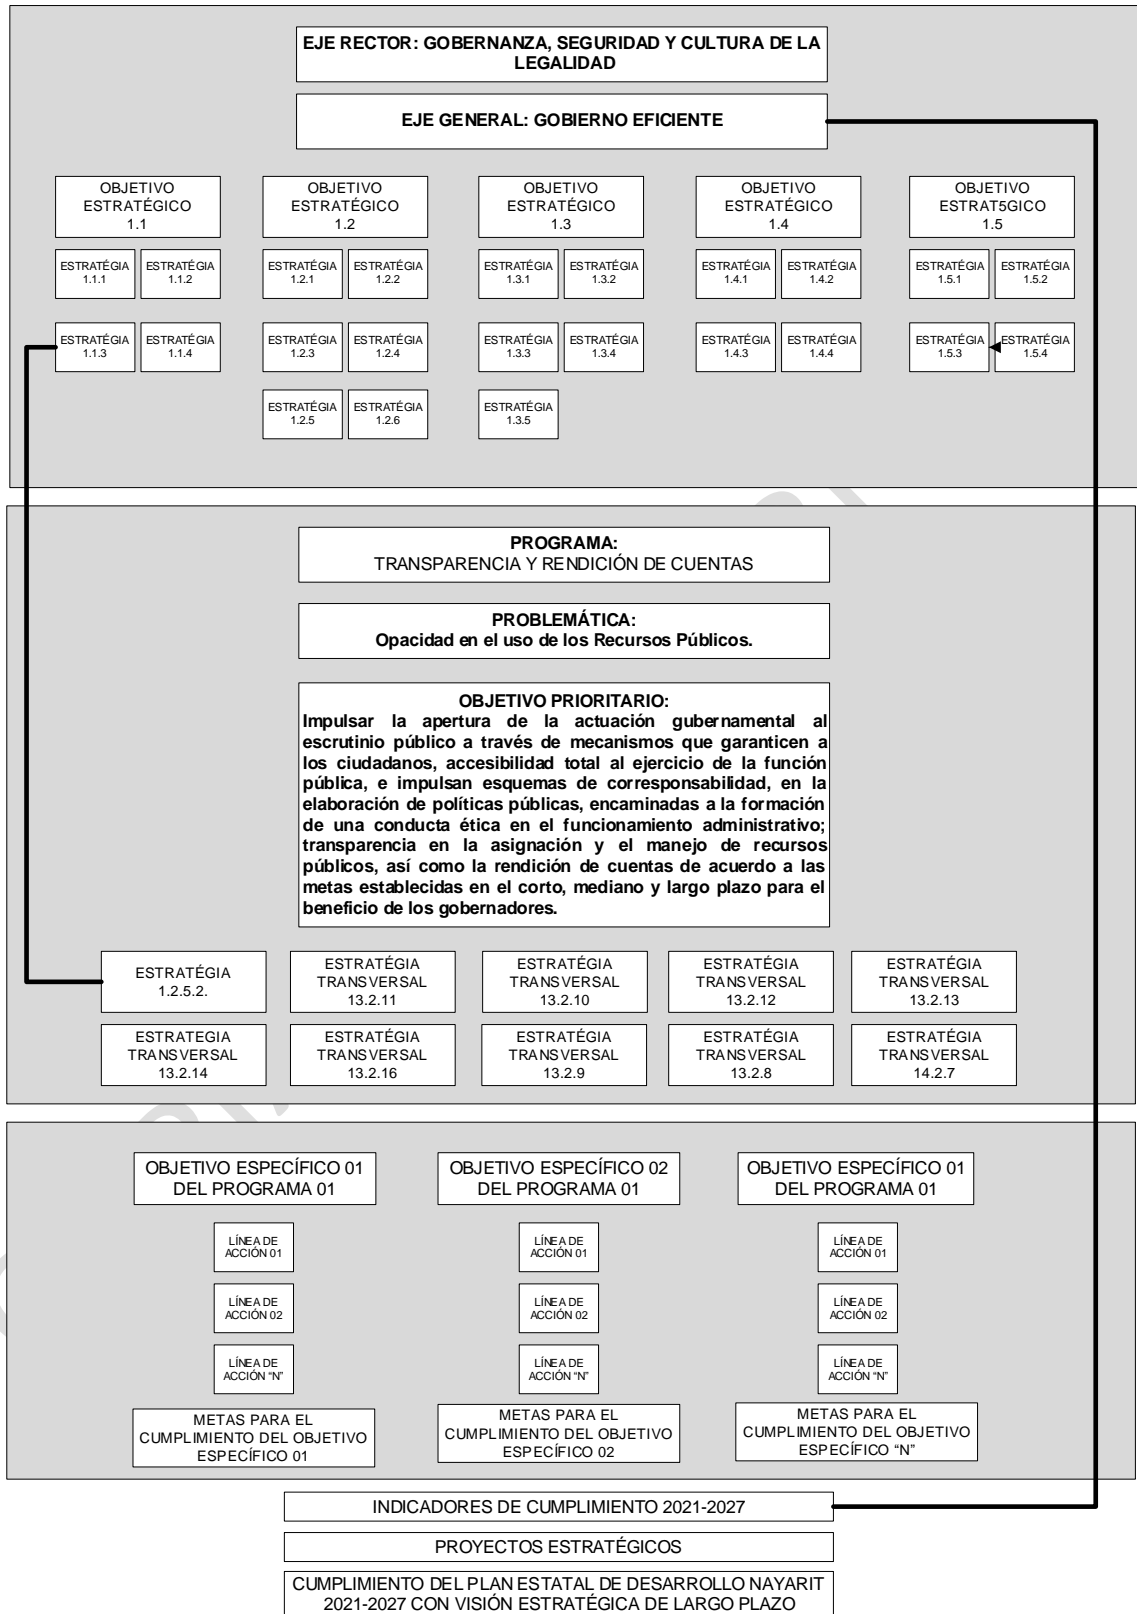 EJE RECTOR: GOBERNANZA, SEGURIDAD Y CULTURA DE LA
LEGALIDAD
EJE GENERAL: GOBIERNO EFICIENTE
OBJETIVO
ESTRATÉGICO
1.1
OBJETIVO
ESTRATÉGICO
1.2
OBJETIVO
ESTRATÉGICO
1.3
OBJETIVO
ESTRATÉGICO
1.4
OBJETIVO
ESTRAT5GICO
1.5
ESTRATÉGIA
1.1.1
ESTRATÉGIA
1.1.2
ESTRATÉGIA
1.2.1
ESTRATÉGIA
1.2.2
ESTRATÉGIA
1.3.1
ESTRATÉGIA
1.3.2
ESTRATÉGIA
1.4.1
ESTRATÉGIA
1.4.2
ESTRATÉGIA
1.5.1
ESTRATÉGIA
1.5.2
ESTRATÉGIA
1.1.3
ESTRATÉGIA
1.1.4
ESTRATÉGIA
1.2.3
ESTRATÉGIA
1.2.4
ESTRATÉGIA
1.3.3
ESTRATÉGIA
1.3.4
ESTRATÉGIA
1.4.3
ESTRATÉGIA
1.4.4
ESTRATÉGIA
1.5.3
ESTRATÉGIA
1.5.4
ESTRATÉGIA
1.2.5
ESTRATÉGIA
1.2.6
ESTRATÉGIA
1.3.5
PROGRAMA:
TRANSPARENCIA Y RENDICIÓN DE CUENTAS
PROBLEMÁTICA:
Opacidad en el uso de los Recursos Públicos.
OBJETIVO PRIORITARIO:
Impulsar la apertura de la actuación gubernamental al
escrutinio público a través de mecanismos que garanticen a
los ciudadanos, accesibilidad total al ejercicio de la función
pública, e impulsan esquemas de corresponsabilidad, en la
elaboración de políticas públicas, encaminadas a la formación
de una conducta ética en el funcionamiento administrativo;
transparencia en la asignación y el manejo de recursos
públicos, así como la rendición de cuentas de acuerdo a las
metas establecidas en el corto, mediano y largo plazo para el
beneficio de los gobernadores.
ESTRATÉGIA
1.2.5.2.
ESTRATÉGIA
TRANSVERSAL
13.2.11
ESTRATÉGIA
TRANSVERSAL
13.2.10
ESTRATÉGIA
TRANSVERSAL
13.2.12
ESTRATÉGIA
TRANSVERSAL
13.2.13
ESTRATEGIA
TRANSVERSAL
13.2.14
ESTRATÉGIA
TRANSVERSAL
13.2.16
ESTRATÉGIA
TRANSVERSAL
13.2.9
ESTRATÉGIA
TRANSVERSAL
13.2.8
ESTRATÉGIA
TRANSVERSAL
14.2.7
OBJETIVO ESPECÍFICO 01
DEL PROGRAMA 01
OBJETIVO ESPECÍFICO 02
DEL PROGRAMA 01
OBJETIVO ESPECÍFICO 01
DEL PROGRAMA 01
LÍNEA DE
ACCIÓN 01
LÍNEA DE
ACCIÓN 01
LÍNEA DE
ACCIÓN 01
LÍNEA DE
ACCIÓN 02
LÍNEA DE
ACCIÓN 02
LÍNEA DE
ACCIÓN 02
LÍNEA DE
ACCIÓN “N”
LÍNEA DE
ACCIÓN “N”
LÍNEA DE
ACCIÓN “N”
METAS PARA EL
CUMPLIMIENTO DEL OBJETIVO
ESPECÍFICO 01
METAS PARA EL
CUMPLIMIENTO DEL OBJETIVO
ESPECÍFICO 02
METAS PARA EL
CUMPLIMIENTO DEL OBJETIVO
ESPECÍFICO “N”
INDICADORES DE CUMPLIMIENTO 2021-2027
PROYECTOS ESTRATÉGICOS
CUMPLIMIENTO DEL PLAN ESTATAL DE DESARROLLO NAYARIT
2021-2027 CON VISIÓN ESTRATÉGICA DE LARGO PLAZO